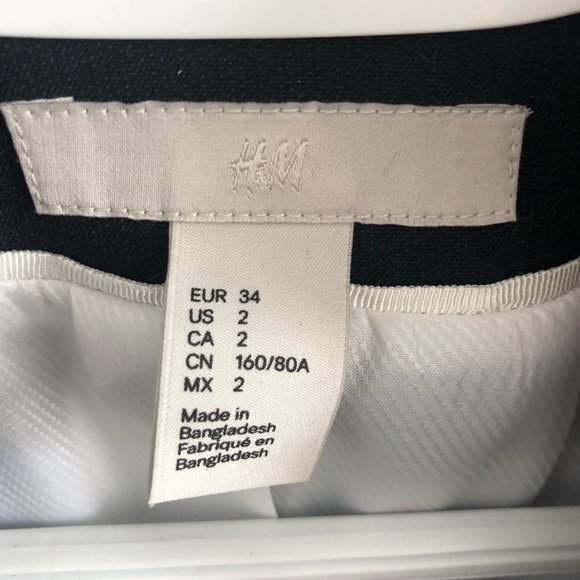 H&M
EUR 34
US 2
CA 2
CN 160/80A
MX 2
Made in
Bangladesh
Fabriqué en
Bangladesh